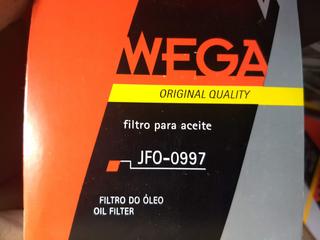 WEGA
ORIGINAL QUALITY
filtro para aceite
JFO-0997
FILTRO DO ÓLEO
OIL FILTER